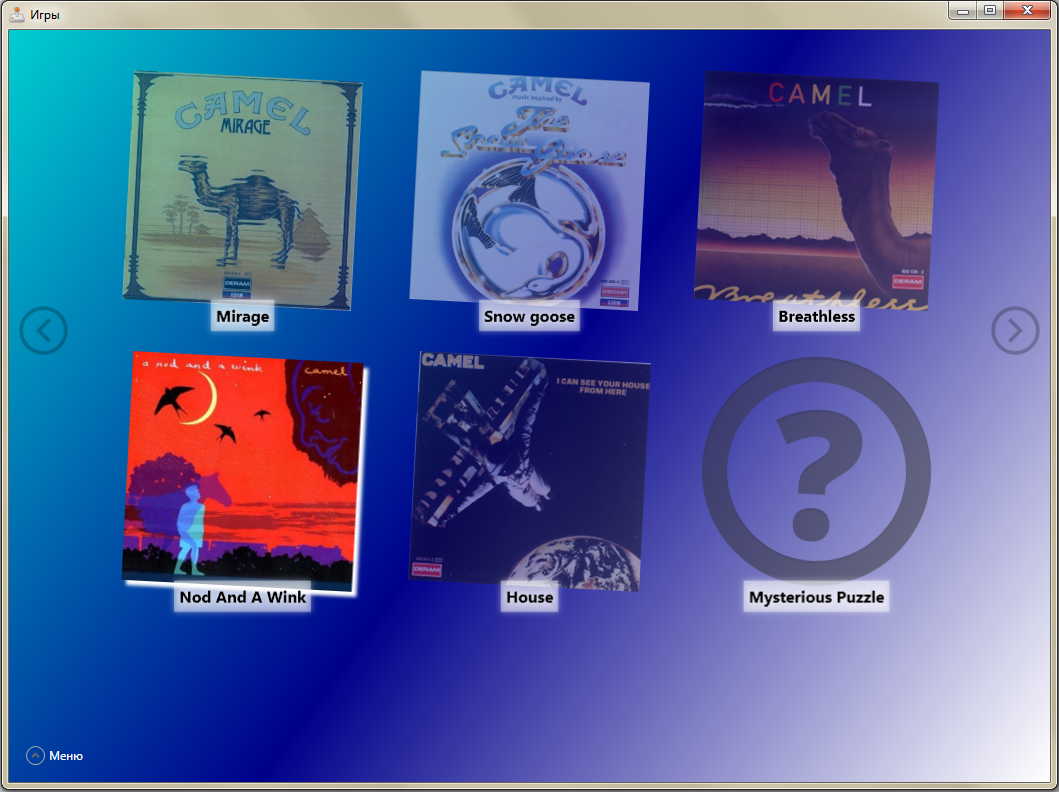 Игры
CAMEL
MIRAGE
DERAM
CAMEL
music inspired by
The
Snow Goose
DERAM
CAMEL
DERAM
Breathless
Mirage
Snow goose
Breathless
a nod and a wink
camel
CAMEL
I CAN SEE YOUR HOUSE
FROM HERE
DERAM
?
Nod And A Wink
House
Mysterious Puzzle
Меню